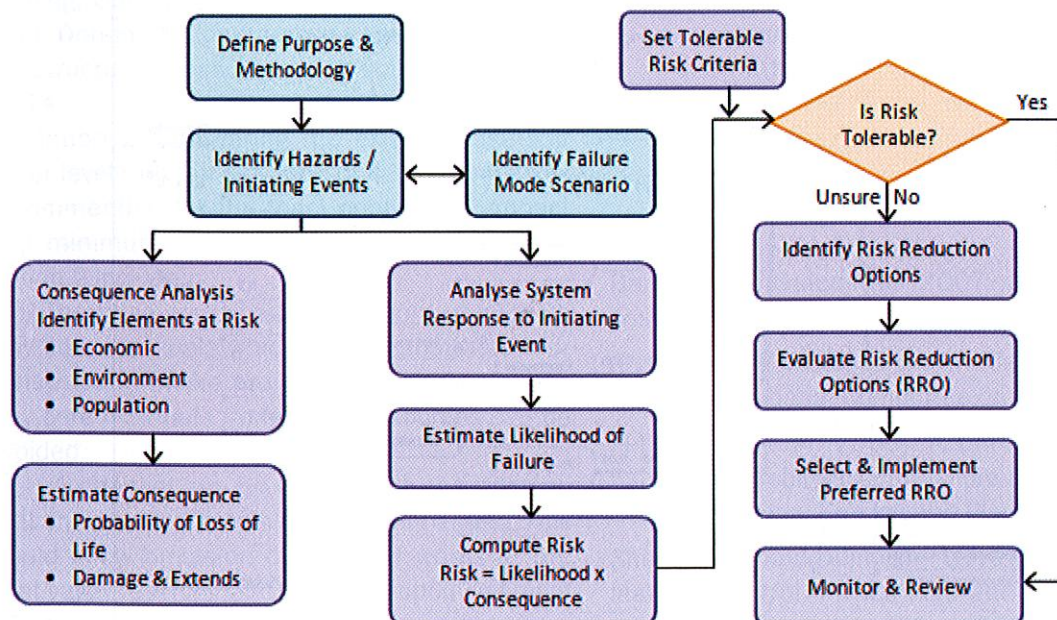 Define Purpose &
Methodology
Set Tolerable
Risk Criteria
Is Risk
Tolerable?
Yes
Identify Hazards /
Initiating Events
Identify Failure
Mode Scenario
Unsure
No
Identify Risk Reduction
Options
Consequence Analysis
Identify Elements at Risk
• Economic
• Environment
• Population
Analyse System
Response to Initiating
Event
Evaluate Risk Reduction
Options (RRO)
Estimate Likelihood of
Failure
Select & Implement
Preferred RRO
Estimate Consequence
• Probability of Loss of
Life
• Damage & Extends
Compute Risk
Risk = Likelihood x
Consequence
Monitor & Review